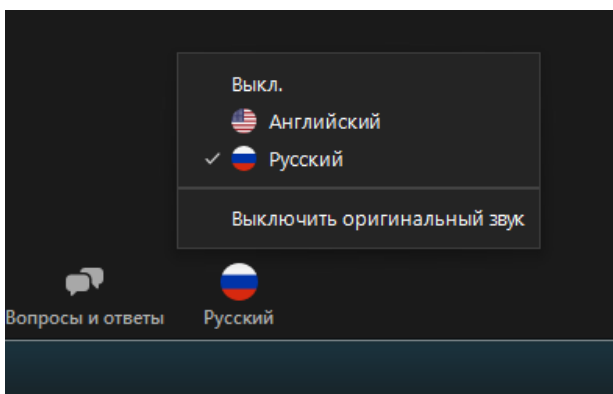 Выкл.
Английский
Русский
Выключить оригинальный звук
Вопросы и ответы
Русский